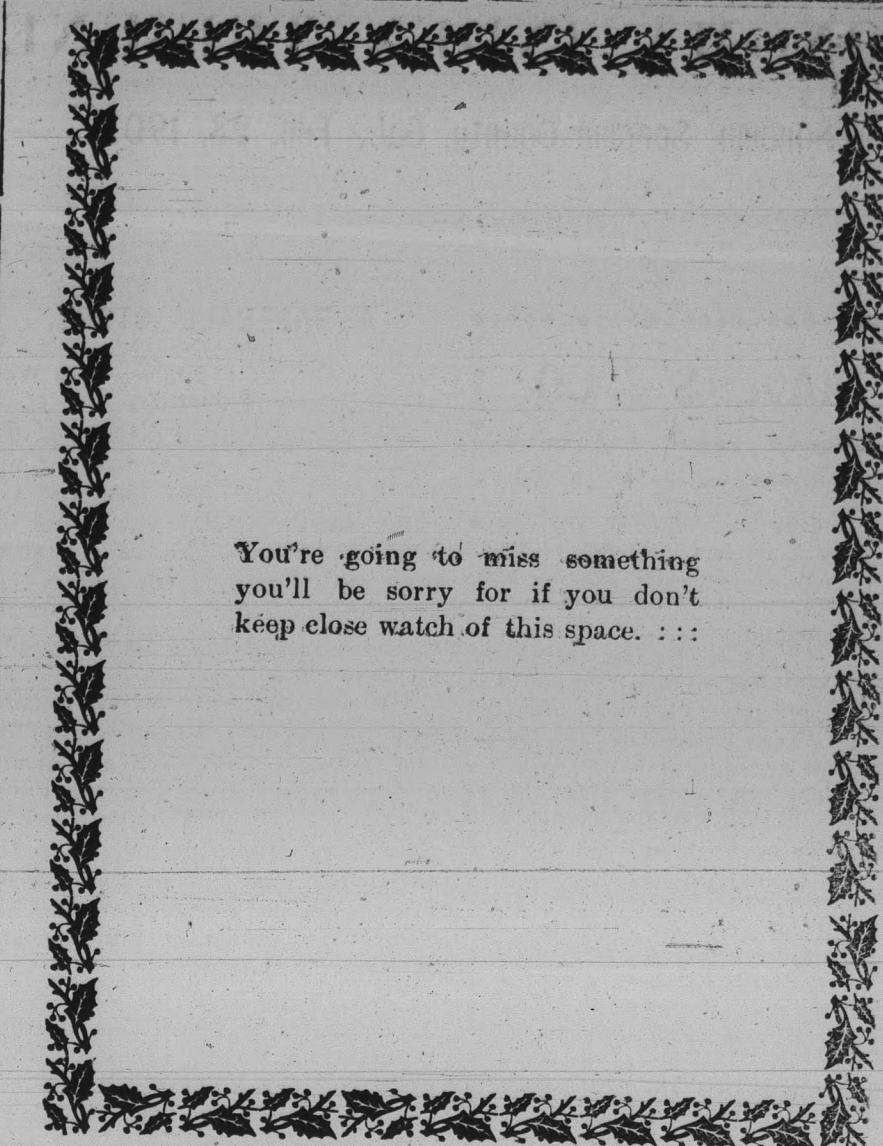 You're going to miss something
you'll be sorry for if you don't
keep close watch of this space. : : :